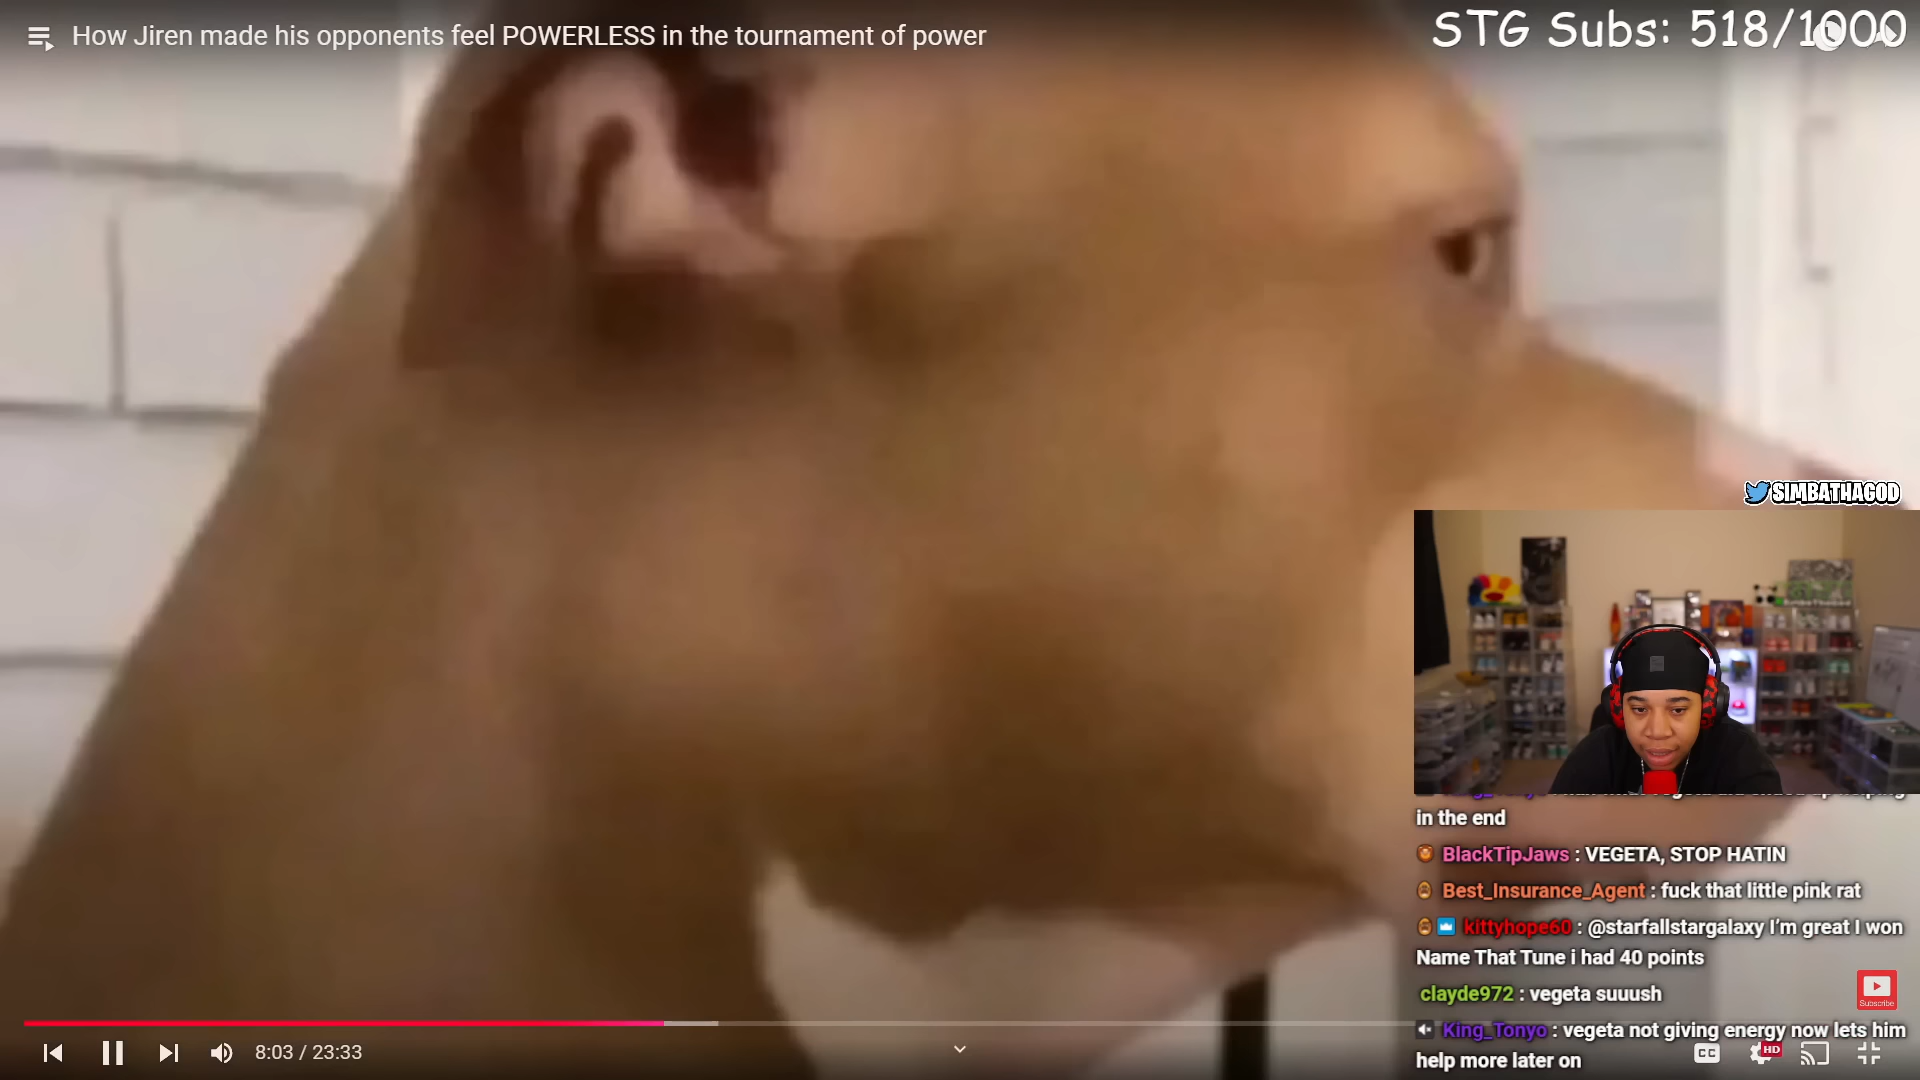 How Jiren made his opponents feel POWERLESS in the tournament of power
STG Subs: 518/1000
SIMBATHAGOD
in the end
BlackTipJaws : VEGETA, STOP HATIN
Best_Insurance_Agent : fuck that little pink rat
kittyhope60 : @starfallstargalaxy I’m great I won
Name That Tune i had 40 points
clayde972 : vegeta suuush
Subscribe
King_Tonyo : vegeta not giving energy now lets him
help more later on
8:03 / 23:33
CC
HD